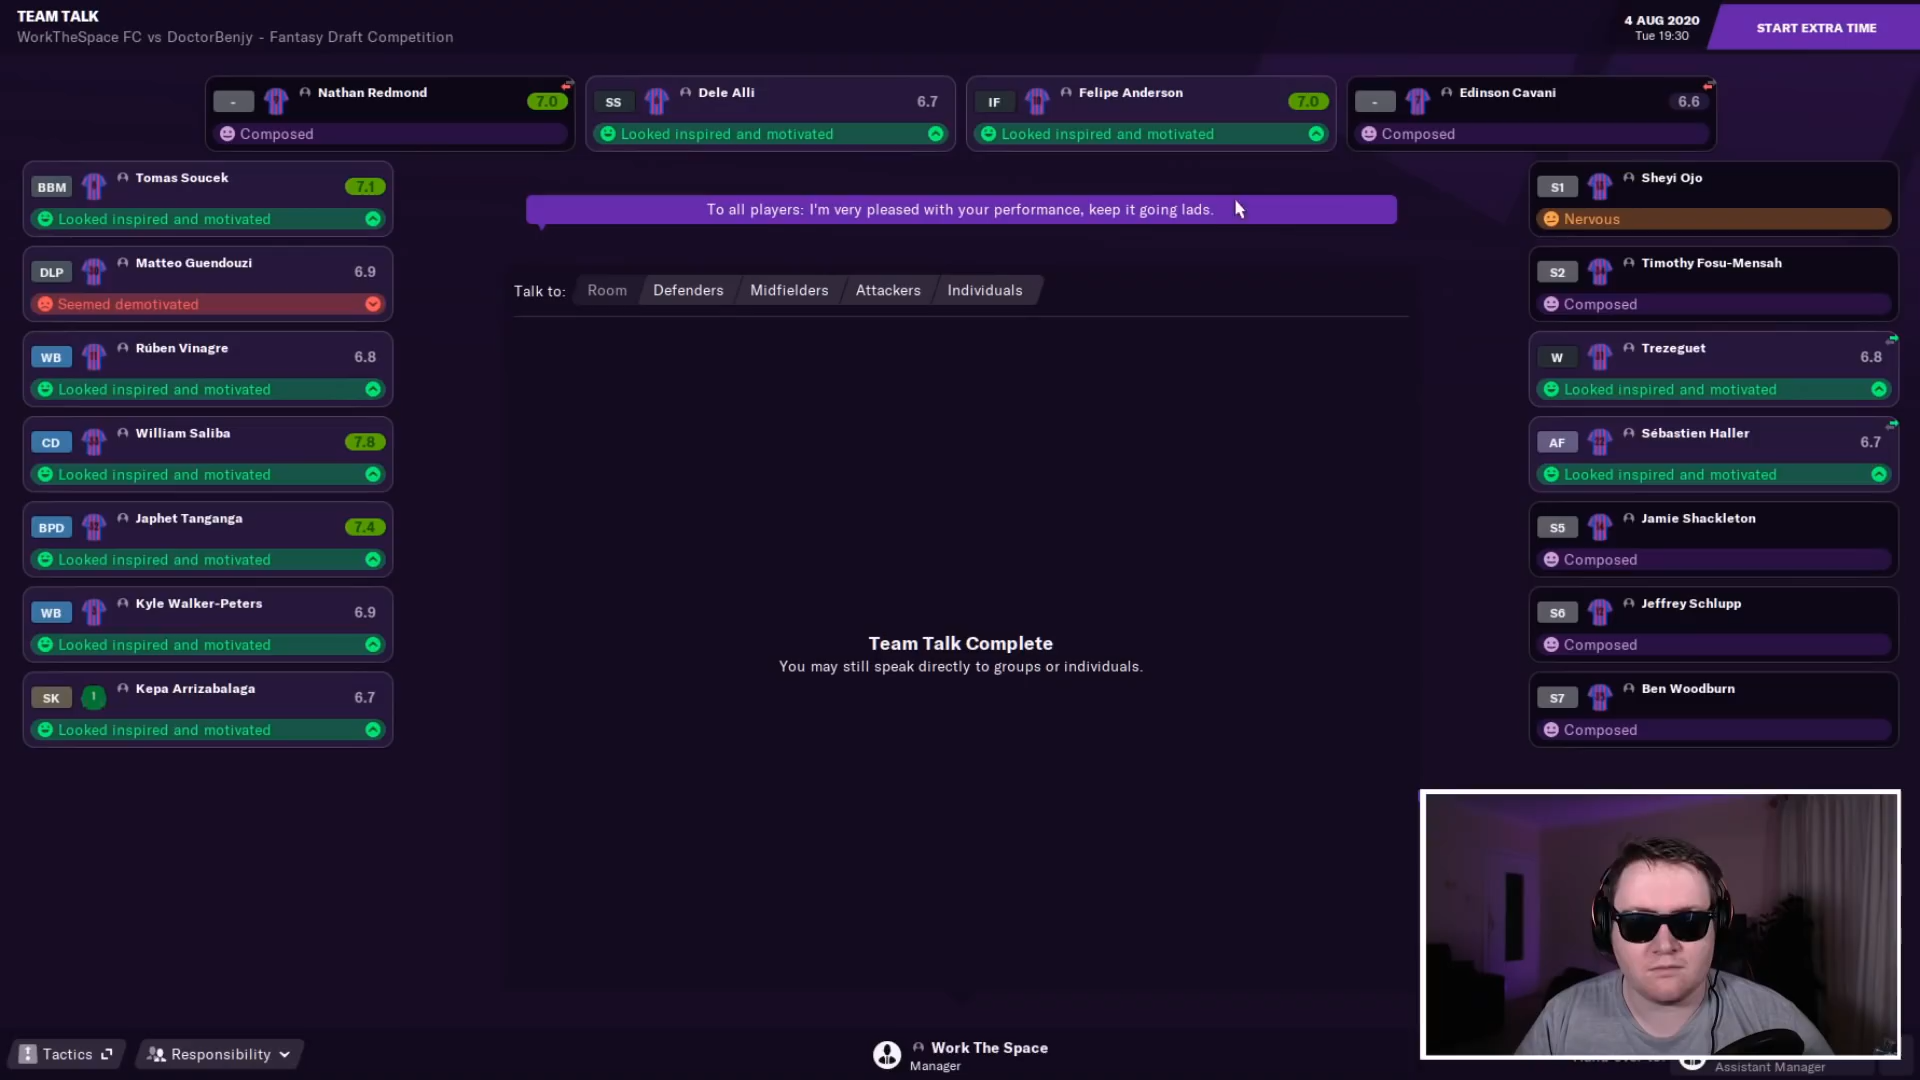 TEAM TALK
WorkTheSpace FC vs DoctorBenjy - Fantasy Draft Competition
4 AUG 2020
Tue 19:30
START EXTRA TIME
- Nathan Redmond 7.0
Composed
SS Dele Alli 6.7
Looked inspired and motivated
IF Felipe Anderson 7.0
Looked inspired and motivated
- Edinson Cavani 6.6
Composed
BBM Tomas Soucek 7.1
Looked inspired and motivated
DLP Matteo Guendouzi 6.9
Seemed demotivated
WB Rúben Vinagre 6.8
Looked inspired and motivated
CD William Saliba 7.8
Looked inspired and motivated
BPD Japhet Tanganga 7.4
Looked inspired and motivated
WB Kyle Walker-Peters 6.9
Looked inspired and motivated
SK 1 Kepa Arrizabalaga 6.7
Looked inspired and motivated
To all players: I'm very pleased with your performance, keep it going lads.
Talk to: Room Defenders Midfielders Attackers Individuals
Team Talk Complete
You may still speak directly to groups or individuals.
S1 Sheyi Ojo
Nervous
S2 Timothy Fosu-Mensah
Composed
W Trezeguet 6.8
Looked inspired and motivated
AF Sébastien Haller 6.7
Looked inspired and motivated
S5 Jamie Shackleton
Composed
S6 Jeffrey Schlupp
Composed
S7 Ben Woodburn
Composed
Tactics
Responsibility
Work The Space
Manager
Assistant Manager